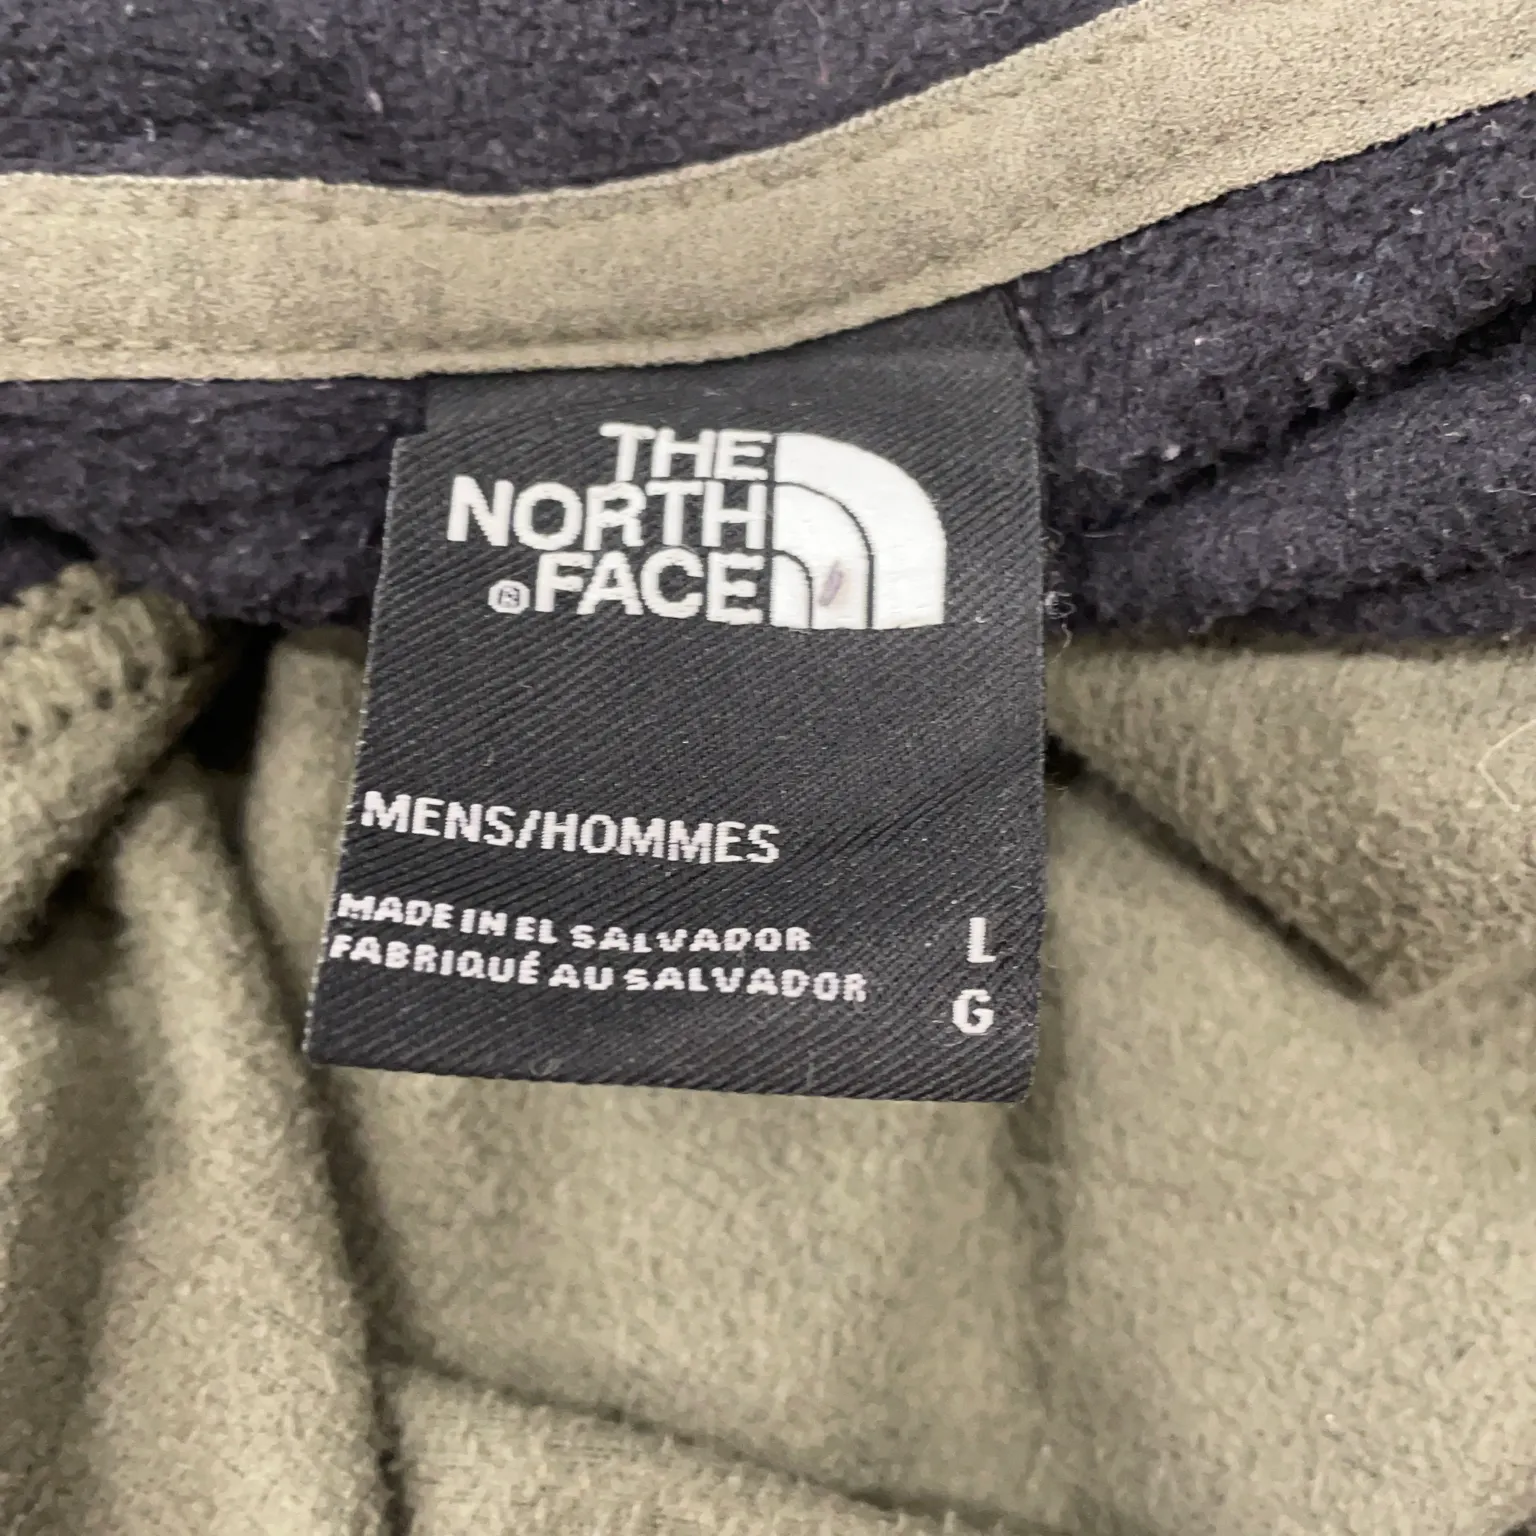 THE
NORTH
®FACE
MENS/HOMMES
MADE IN EL SALVADOR
FABRIQUÉ AU SALVADOR
L
G